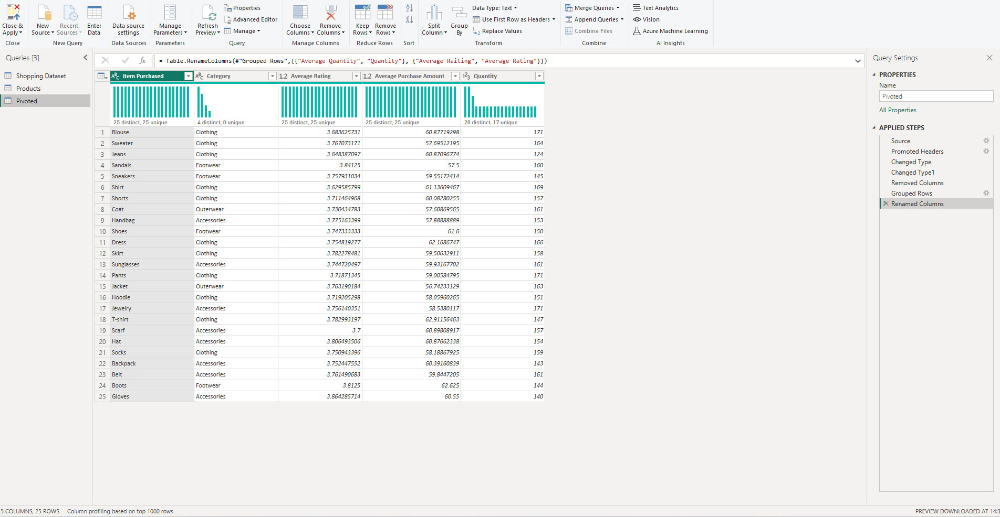 Close & Apply
Close
New Source
Recent Sources
Enter Data
New Query
Data source settings
Data Sources
Manage Parameters
Parameters
Refresh Preview
Properties
Advanced Editor
Manage
Query
Choose Columns
Remove Columns
Manage Columns
Keep Rows
Remove Rows
Reduce Rows
Sort
Split Column
Group By
Data Type: Text
Use First Row as Headers
Replace Values
Transform
Merge Queries
Append Queries
Combine Files
Combine
Text Analytics
Vision
Azure Machine Learning
AI Insights
Queries [3]
Shopping Dataset
Products
Pivoted
fx
= Table.RenameColumns(#"Grouped Rows",{{"Average Quantity", "Quantity"}, {"Average Raiting", "Average Rating"}})
Item Purchased Category 1.2 Average Rating 1.2 Average Purchase Amount Quantity
25 distinct, 25 unique 4 distinct, 0 unique 25 distinct, 25 unique 25 distinct, 25 unique 20 distinct, 17 unique
1 Blouse Clothing 3.683625731 60.87719298 171
2 Sweater Clothing 3.767073171 57.69512195 164
3 Jeans Clothing 3.648387097 60.87096774 124
4 Sandals Footwear 3.84125 57.5 160
5 Sneakers Footwear 3.757931034 59.55172414 145
6 Shirt Clothing 3.629585799 61.13609467 169
7 Shorts Clothing 3.711464968 60.08280255 157
8 Coat Outerwear 3.730434783 57.60869565 161
9 Handbag Accessories 3.775163399 57.88888889 153
10 Shoes Footwear 3.747333333 61.6 150
11 Dress Clothing 3.754819277 62.1686747 166
12 Skirt Clothing 3.782278481 59.50632911 158
13 Sunglasses Accessories 3.744720497 59.93167702 161
14 Pants Clothing 3.71871345 59.00584795 171
15 Jacket Outerwear 3.763190184 56.74233129 163
16 Hoodie Clothing 3.719205298 58.05960265 151
17 Jewelry Accessories 3.756140351 58.5380117 171
18 T-shirt Clothing 3.782993197 62.91156463 147
19 Scarf Accessories 3.7 60.89808917 157
20 Hat Accessories 3.806493506 60.87662338 154
21 Socks Clothing 3.750943396 58.18867925 159
22 Backpack Accessories 3.752447552 60.39160839 143
23 Belt Accessories 3.761490683 59.8447205 161
24 Boots Footwear 3.8125 62.625 144
25 Gloves Accessories 3.864285714 60.55 140
Query Settings
PROPERTIES
Name
Pivoted
All Properties
APPLIED STEPS
Source
Promoted Headers
Changed Type
Changed Type1
Removed Columns
Grouped Rows
Renamed Columns
5 COLUMNS, 25 ROWS Column profiling based on top 1000 rows
PREVIEW DOWNLOADED AT 14:3